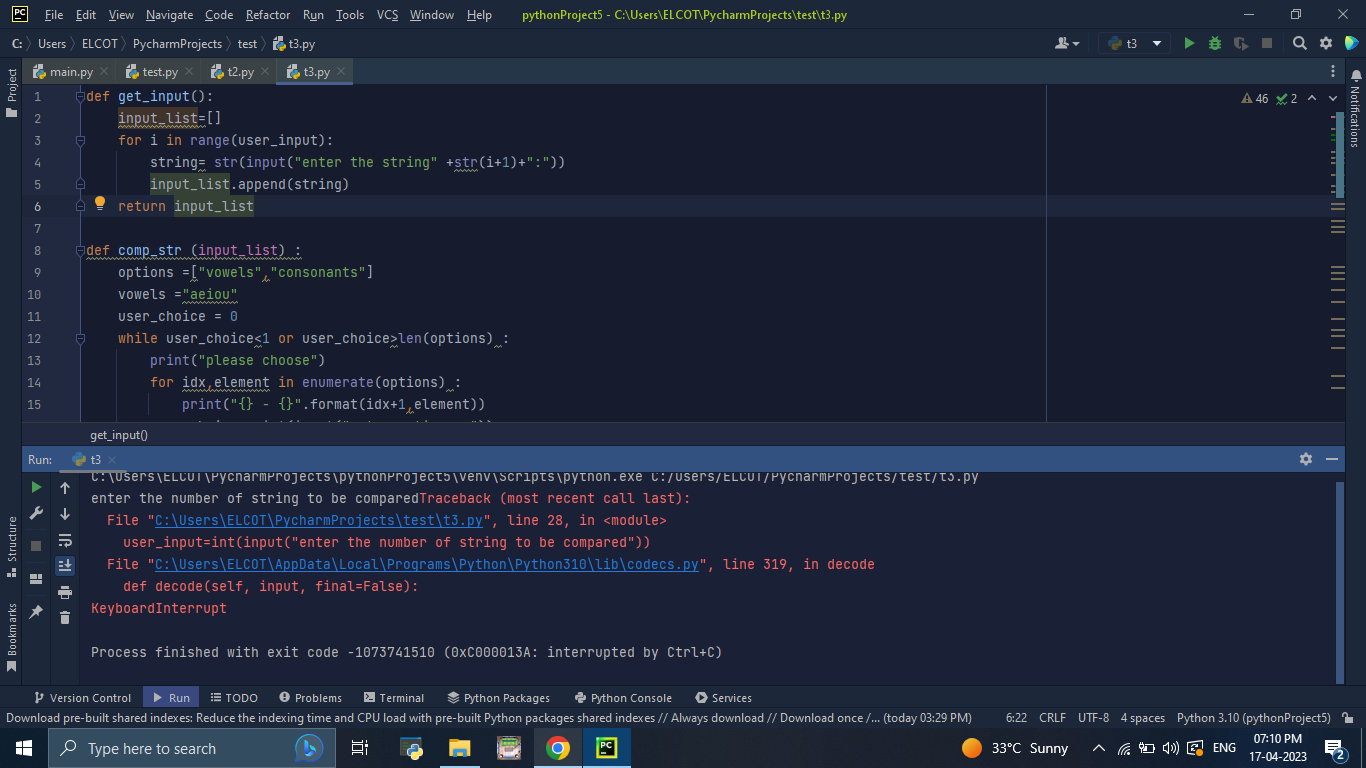 PC File Edit View Navigate Code Refactor Run Tools VCS Window Help pythonProject5 - C:\Users\ELCOT\PycharmProjects\test\t3.py
C: Users ELCOT PycharmProjects test t3.py t3
Project main.py test.py t2.py t3.py Notifications
1 def get_input(): 46 2
2 input_list=[]
3 for i in range(user_input):
4 string= str(input("enter the string" +str(i+1)+":"))
5 input_list.append(string)
6 return input_list
7
8 def comp_str (input_list) :
9 options =["vowels","consonants"]
10 vowels ="aeiou"
11 user_choice = 0
12 while user_choice<1 or user_choice>len(options) :
13 print("please choose")
14 for idx,element in enumerate(options) :
15 print("{} - {}".format(idx+1,element))
get_input()
Run: t3
C:\Users\ELCOT\PycharmProjects\pythonProject5\venv\Scripts\python.exe C:/Users/ELCOT/PycharmProjects/test/t3.py
enter the number of string to be comparedTraceback (most recent call last):
File "C:\Users\ELCOT\PycharmProjects\test\t3.py", line 28, in <module>
user_input=int(input("enter the number of string to be compared"))
File "C:\Users\ELCOT\AppData\Local\Programs\Python\Python310\lib\codecs.py", line 319, in decode
def decode(self, input, final=False):
KeyboardInterrupt
Process finished with exit code -1073741510 (0xC000013A: interrupted by Ctrl+C)
Structure
Bookmarks
Version Control Run TODO Problems Terminal Python Packages Python Console Services
Download pre-built shared indexes: Reduce the indexing time and CPU load with pre-built Python packages shared indexes // Always download // Download once /... (today 03:29 PM) 6:22 CRLF UTF-8 4 spaces Python 3.10 (pythonProject5)
Type here to search PC 33°C Sunny ENG 07:10 PM
17-04-2023 2